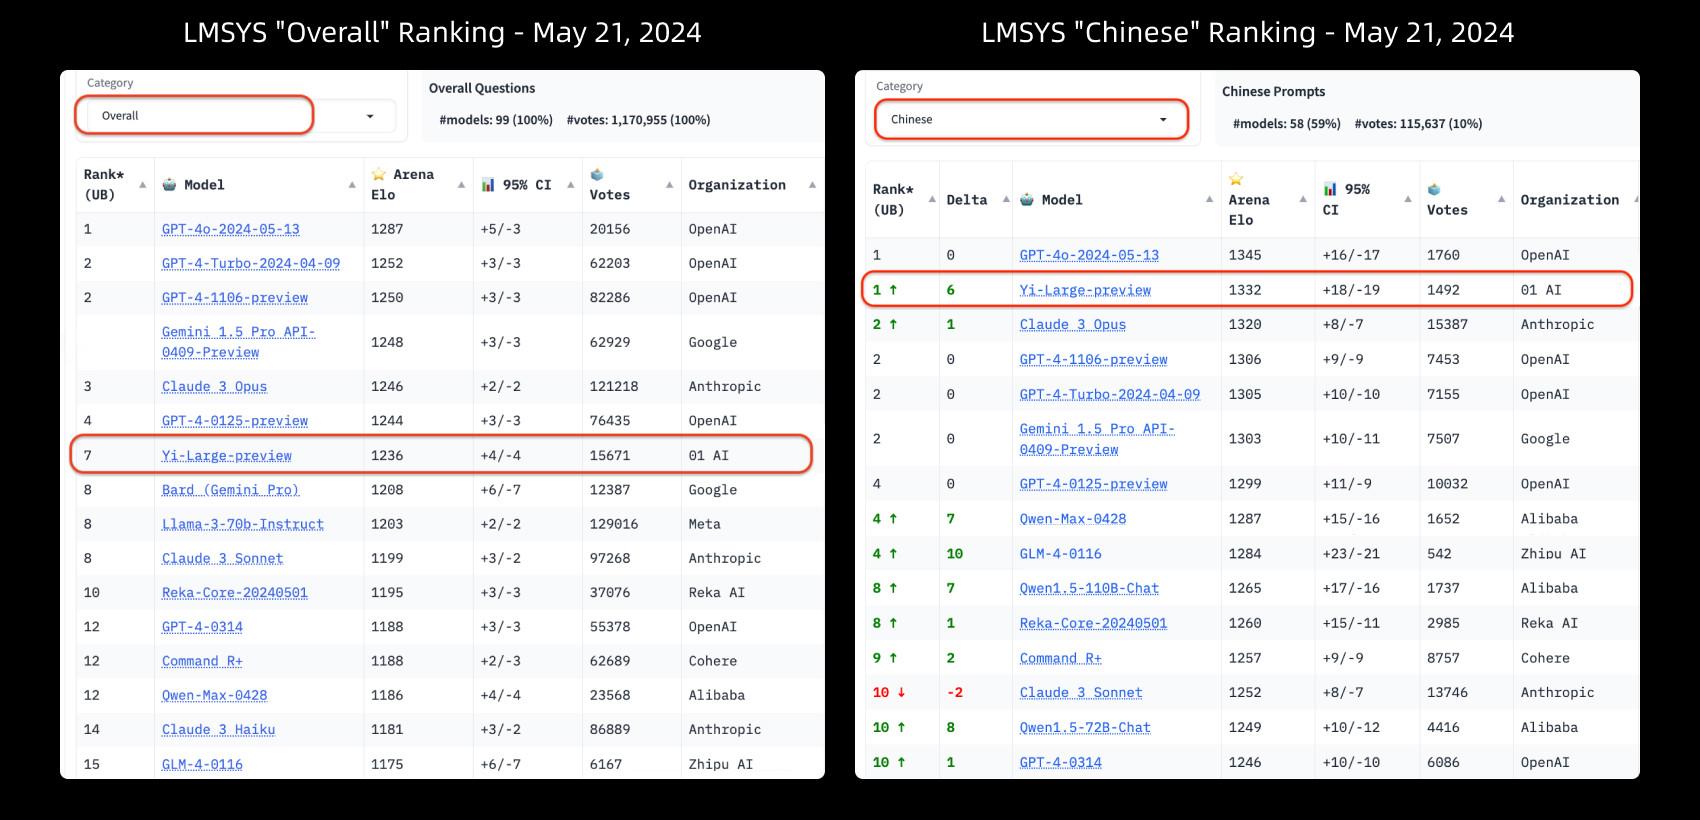 LMSYS "Overall" Ranking - May 21, 2024
Category
Overall
Overall Questions
#models: 99 (100%) #votes: 1,170,955 (100%)
Rank* (UB) Model Arena Elo 95% CI Votes Organization
1 GPT-4o-2024-05-13 1287 +5/-3 20156 OpenAI
2 GPT-4-Turbo-2024-04-09 1252 +3/-3 62203 OpenAI
2 GPT-4-1106-preview 1250 +3/-3 82286 OpenAI
Gemini 1.5 Pro API-0409-Preview 1248 +3/-3 62929 Google
3 Claude 3 Opus 1246 +2/-2 121218 Anthropic
4 GPT-4-0125-preview 1244 +3/-3 76435 OpenAI
7 Yi-Large-preview 1236 +4/-4 15671 01 AI
8 Bard (Gemini Pro) 1208 +6/-7 12387 Google
8 Llama-3-70b-Instruct 1203 +2/-2 129016 Meta
8 Claude 3 Sonnet 1199 +3/-2 97268 Anthropic
10 Reka-Core-20240501 1195 +3/-3 37076 Reka AI
12 GPT-4-0314 1188 +3/-3 55378 OpenAI
12 Command R+ 1188 +2/-3 62689 Cohere
12 Qwen-Max-0428 1186 +4/-4 23568 Alibaba
14 Claude 3 Haiku 1181 +3/-2 86889 Anthropic
15 GLM-4-0116 1175 +6/-7 6167 Zhipu AI
LMSYS "Chinese" Ranking - May 21, 2024
Category
Chinese
Chinese Prompts
#models: 58 (59%) #votes: 115,637 (10%)
Rank* (UB) Delta Model Arena Elo 95% CI Votes Organization
1 0 GPT-4o-2024-05-13 1345 +16/-17 1760 OpenAI
1 ↑ 6 Yi-Large-preview 1332 +18/-19 1492 01 AI
2 ↑ 1 Claude 3 Opus 1320 +8/-7 15387 Anthropic
2 0 GPT-4-1106-preview 1306 +9/-9 7453 OpenAI
2 0 GPT-4-Turbo-2024-04-09 1305 +10/-10 7155 OpenAI
2 0 Gemini 1.5 Pro API-0409-Preview 1303 +10/-11 7507 Google
4 0 GPT-4-0125-preview 1299 +11/-9 10032 OpenAI
4 ↑ 7 Qwen-Max-0428 1287 +15/-16 1652 Alibaba
4 ↑ 10 GLM-4-0116 1284 +23/-21 542 Zhipu AI
8 ↑ 7 Qwen1.5-110B-Chat 1265 +17/-16 1737 Alibaba
8 ↑ 1 Reka-Core-20240501 1260 +15/-11 2985 Reka AI
9 ↑ 2 Command R+ 1257 +9/-9 8757 Cohere
10 ↓ -2 Claude 3 Sonnet 1252 +8/-7 13746 Anthropic
10 ↑ 8 Qwen1.5-72B-Chat 1249 +10/-12 4416 Alibaba
10 ↑ 1 GPT-4-0314 1246 +10/-10 6086 OpenAI